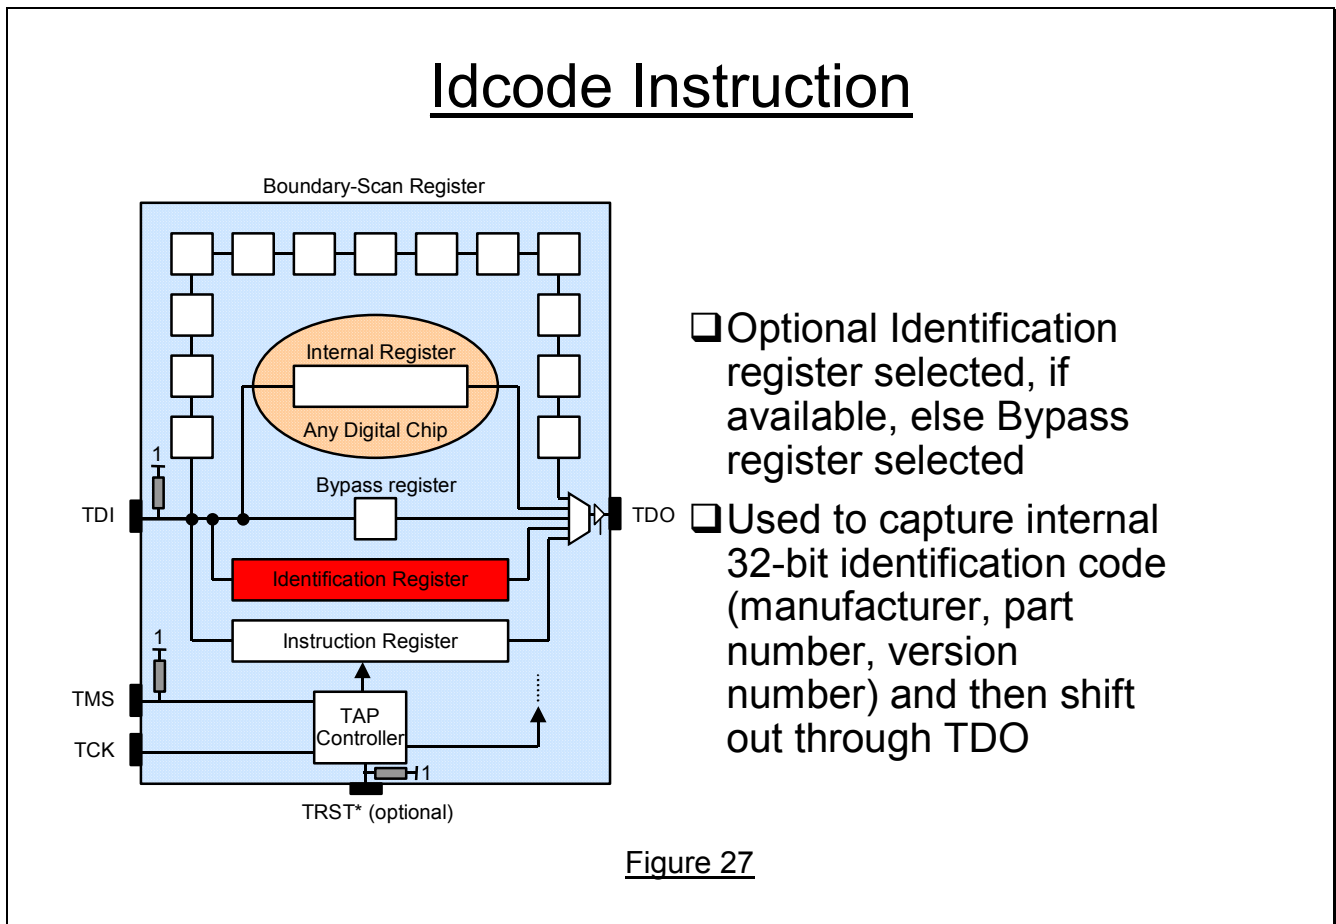 Idcode Instruction
Boundary-Scan Register
Internal Register
Any Digital Chip
1
Bypass register
TDI
TDO
Identification Register
1
Instruction Register
TMS
TAP
Controller
TCK
1
TRST* (optional)
❑Optional Identification
register selected, if
available, else Bypass
register selected
❑Used to capture internal
32-bit identification code
(manufacturer, part
number, version
number) and then shift
out through TDO
Figure 27